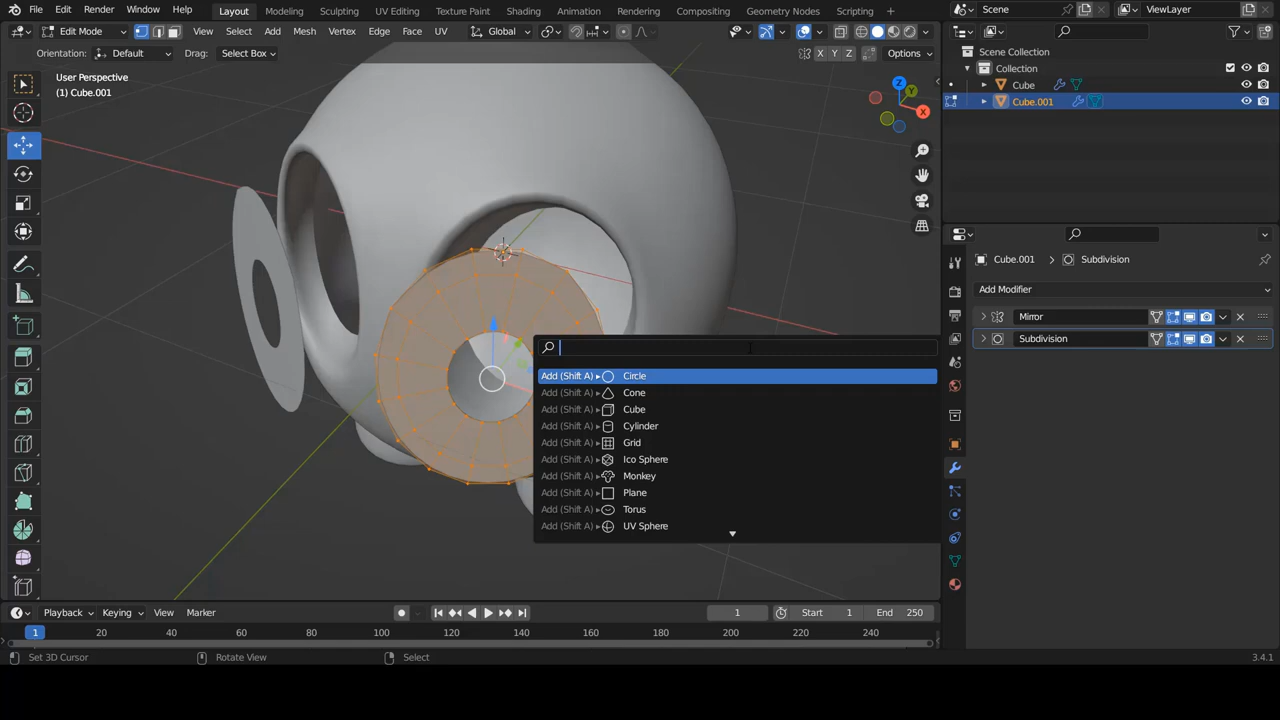 File Edit Render Window Help Layout Modeling Sculpting UV Editing Texture Paint Shading Animation Rendering Compositing Geometry Nodes Scripting Scene ViewLayer
Edit Mode View Select Add Mesh Vertex Edge Face UV Global
Orientation: Default Drag: Select Box X Y Z Options
User Perspective
(1) Cube.001
Z
Y
X
Scene Collection
Collection
Cube
Cube.001
Cube.001 > Subdivision
Add Modifier
Mirror
Subdivision
Add (Shift A) ▸ Circle
Add (Shift A) ▸ Cone
Add (Shift A) ▸ Cube
Add (Shift A) ▸ Cylinder
Add (Shift A) ▸ Grid
Add (Shift A) ▸ Ico Sphere
Add (Shift A) ▸ Monkey
Add (Shift A) ▸ Plane
Add (Shift A) ▸ Torus
Add (Shift A) ▸ UV Sphere
Playback Keying View Marker 1 Start 1 End 250
1 20 40 60 80 100 120 140 160 180 200 220 240
Set 3D Cursor Rotate View Select 3.4.1